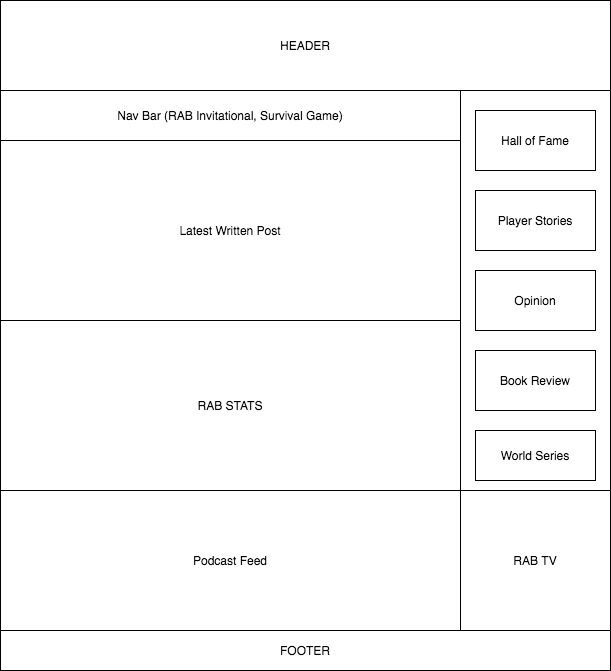 HEADER
Nav Bar (RAB Invitational, Survival Game)
Latest Written Post
RAB STATS
Hall of Fame
Player Stories
Opinion
Book Review
World Series
Podcast Feed
RAB TV
FOOTER